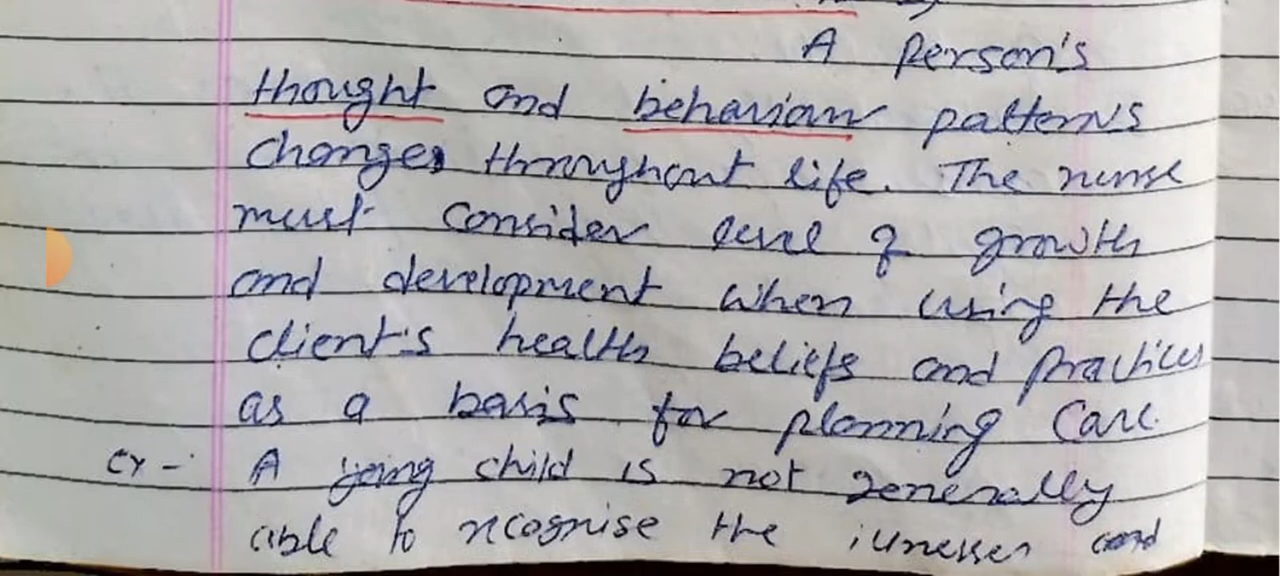 A Person's
thought and behaviour patterns
changes throughout life. The nurse
must consider level of growth
and development when using the
client's health beliefs and practices
as a basis for planning care.
Ex - A young child is not generally
able to recognise the illnesses and